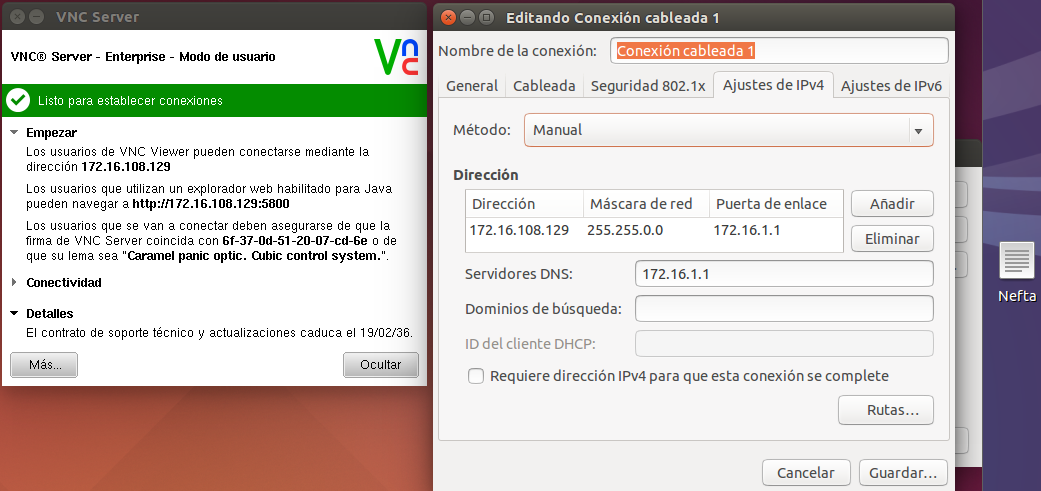 VNC Server
VNC® Server - Enterprise - Modo de usuario
VNC
Listo para establecer conexiones
Empezar
Los usuarios de VNC Viewer pueden conectarse mediante la
dirección 172.16.108.129
Los usuarios que utilizan un explorador web habilitado para Java
pueden navegar a http://172.16.108.129:5800
Los usuarios que se van a conectar deben asegurarse de que la
firma de VNC Server coincida con 6f-37-0d-51-20-07-cd-6e o de
que su lema sea "Caramel panic optic. Cubic control system.".
Conectividad
Detalles
El contrato de soporte técnico y actualizaciones caduca el 19/02/36.
Más... Ocultar
Editando Conexión cableada 1
Nombre de la conexión: Conexión cableada 1
General Cableada Seguridad 802.1x Ajustes de IPv4 Ajustes de IPv6
Método: Manual
Dirección
Dirección Máscara de red Puerta de enlace Añadir
172.16.108.129 255.255.0.0 172.16.1.1 Eliminar
Servidores DNS: 172.16.1.1
Dominios de búsqueda:
ID del cliente DHCP:
Requiere dirección IPv4 para que esta conexión se complete
Rutas...
Cancelar Guardar...
Nefta